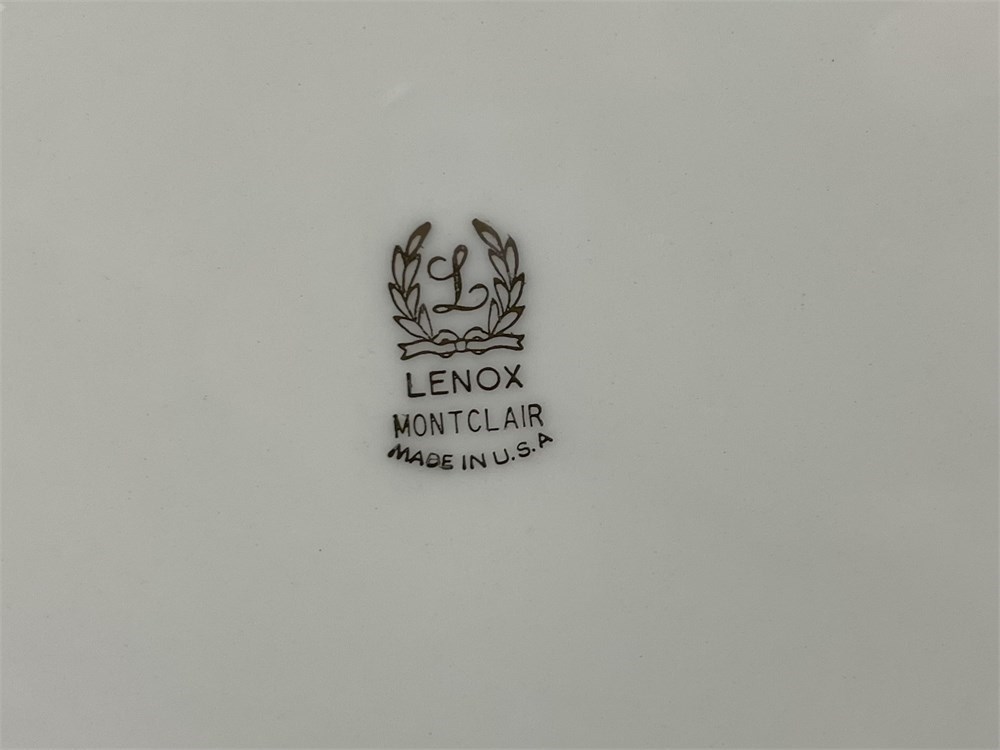 L
LENOX
MONTCLAIR
MADE IN U.S.A